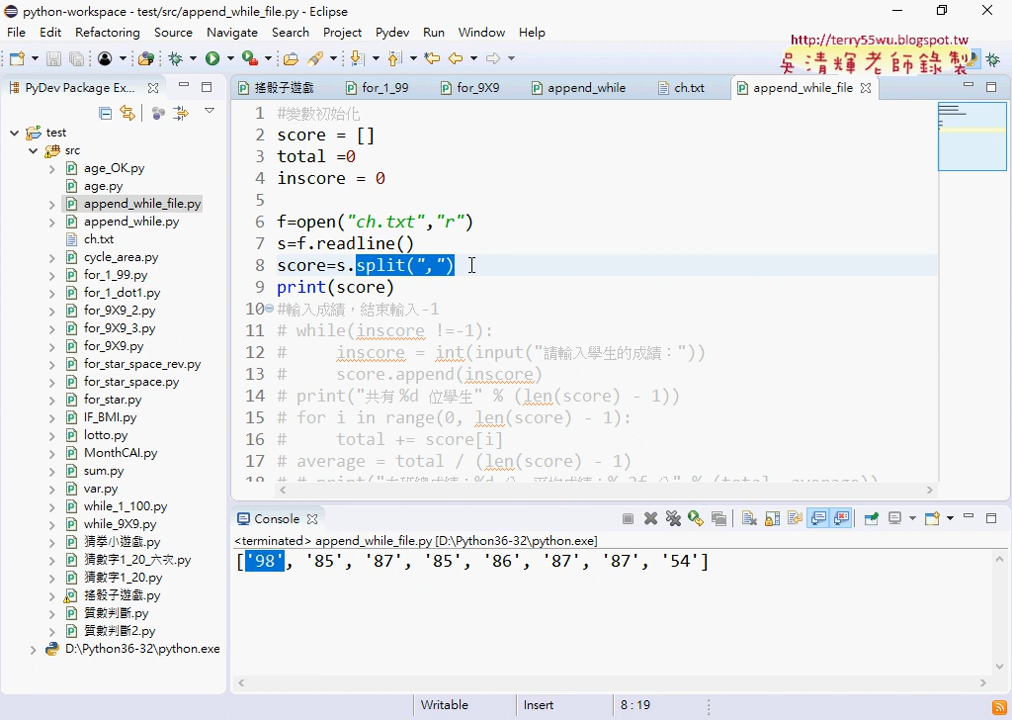 python-workspace - test/src/append_while_file.py - Eclipse
File Edit Refactoring Source Navigate Search Project Pydev Run Window Help
http://terry55wu.blogspot.tw
吳清輝老師錄製
PyDev Package Ex...
搖骰子遊戲 for_1_99 for_9X9 append_while ch.txt append_while_file
test
src
age_OK.py
age.py
append_while_file.py
append_while.py
ch.txt
cycle_area.py
for_1_99.py
for_1_dot1.py
for_9X9_2.py
for_9X9_3.py
for_9X9.py
for_star_space_rev.py
for_star_space.py
for_star.py
IF_BMI.py
lotto.py
MonthCAI.py
sum.py
var.py
while_1_100.py
while_9X9.py
猜拳小遊戲.py
猜數字1_20_六次.py
猜數字1_20.py
搖骰子遊戲.py
質數判斷.py
質數判斷2.py
D:\Python36-32\python.exe
1 #變數初始化
2 score = []
3 total =0
4 inscore = 0
5
6 f=open("ch.txt","r")
7 s=f.readline()
8 score=s.split(",")
9 print(score)
10 #輸入成績，結束輸入-1
11 # while(inscore !=-1):
12 #     inscore = int(input("請輸入學生的成績："))
13 #     score.append(inscore)
14 # print("共有 %d 位學生" % (len(score) - 1))
15 # for i in range(0, len(score) - 1):
16 #     total += score[i]
17 # average = total / (len(score) - 1)
Console
<terminated> append_while_file.py [D:\Python36-32\python.exe]
['98', '85', '87', '85', '86', '87', '87', '54']
Writable Insert 8 : 19